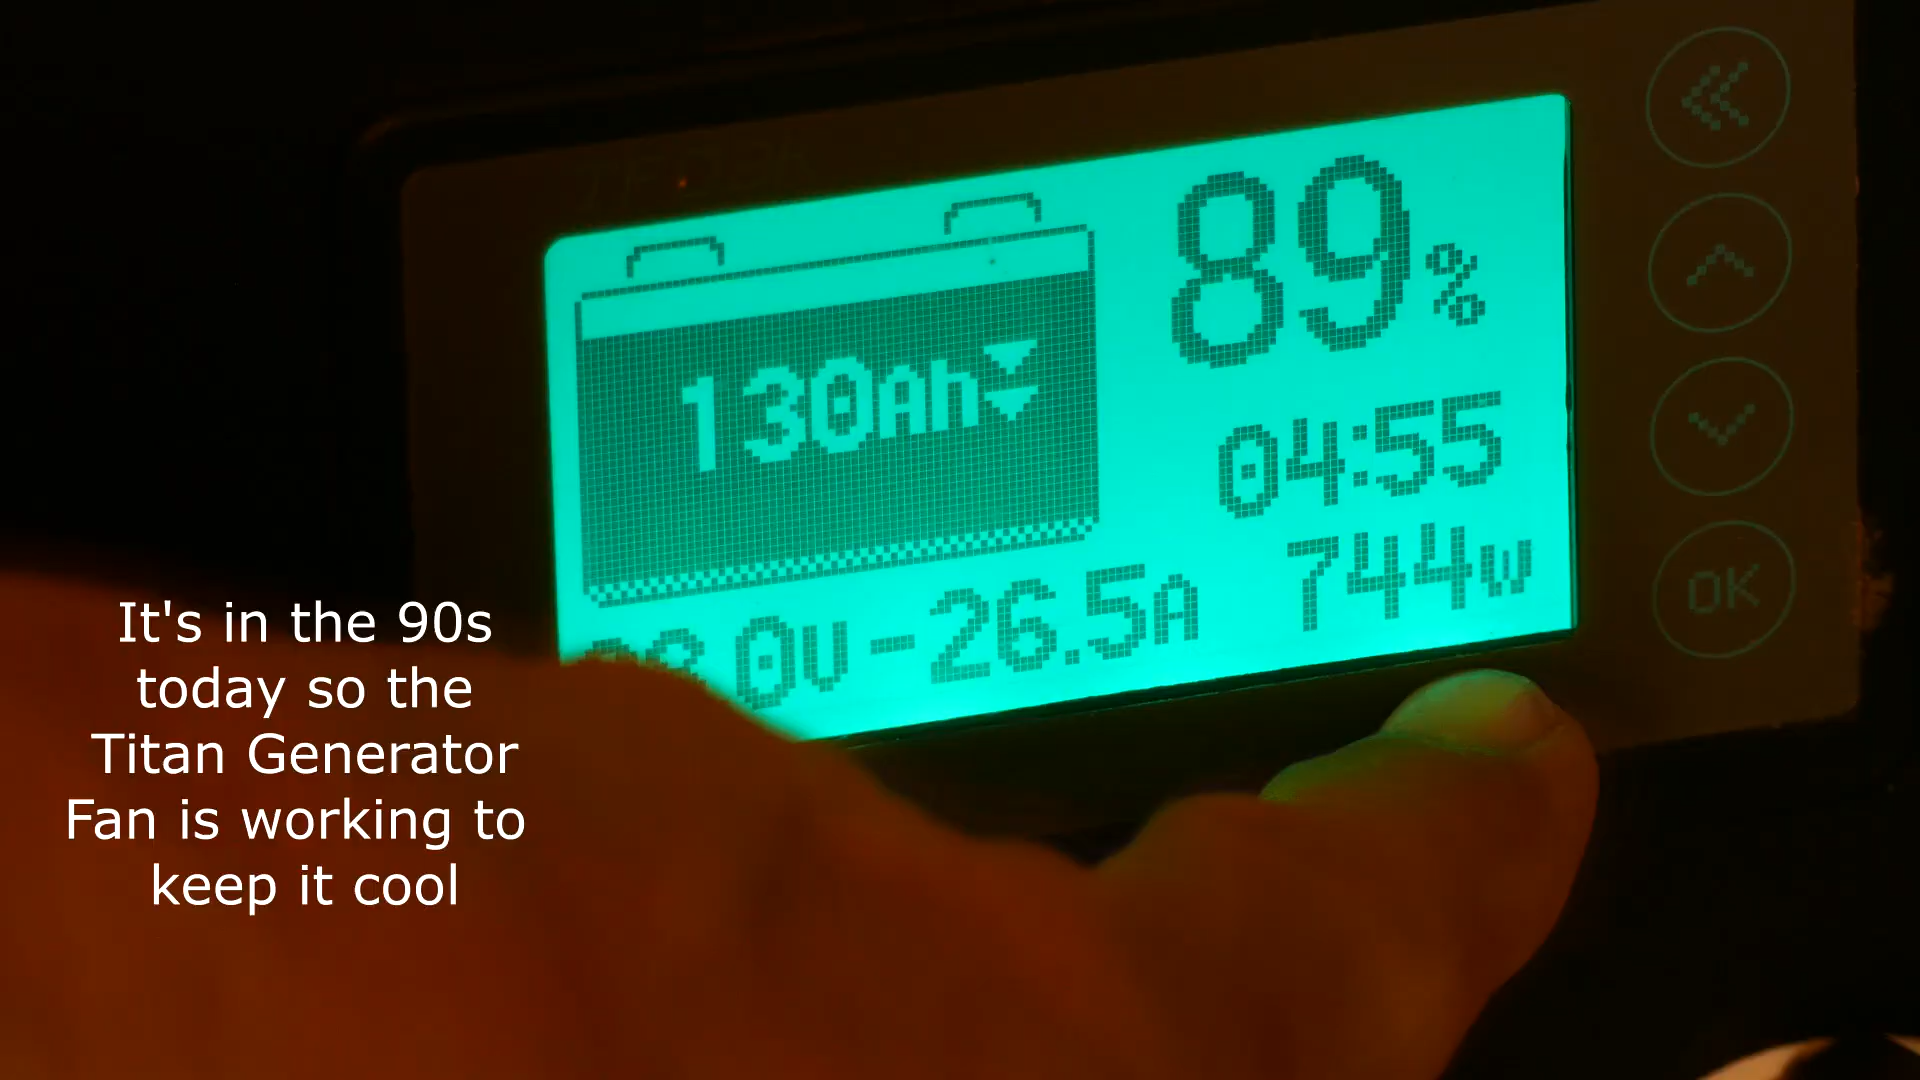 89%
130Ah
04:55
744w
.0V -26.5A
OK
It's in the 90s
today so the
Titan Generator
Fan is working to
keep it cool